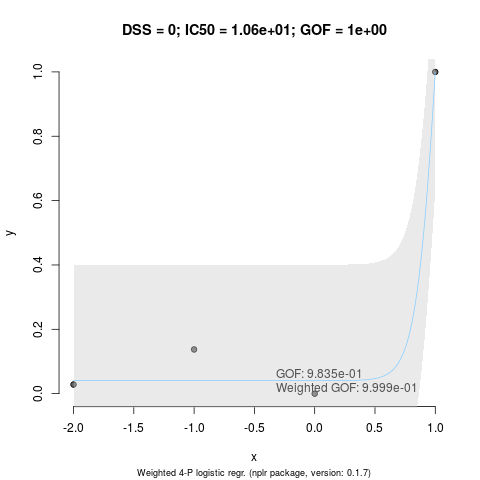 DSS = 0; IC50 = 1.06e+01; GOF = 1e+00
1.0
0.8
0.6
0.4
0.2
0.0
y
GOF: 9.835e-01
Weighted GOF: 9.999e-01
-2.0 -1.5 -1.0 -0.5 0.0 0.5 1.0
x
Weighted 4-P logistic regr. (nplr package, version: 0.1.7)